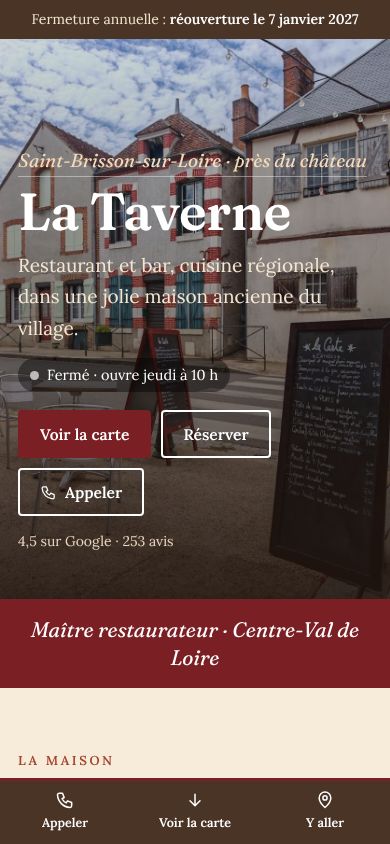 Fermeture annuelle : réouverture le 7 janvier 2027
Saint-Brisson-sur-Loire · près du château
La Taverne
Restaurant et bar, cuisine régionale,
dans une jolie maison ancienne du
village.
Fermé · ouvre jeudi à 10 h
Voir la carte
Réserver
Appeler
4,5 sur Google · 253 avis
la Carte
Maître restaurateur · Centre-Val de
Loire
LA MAISON
Appeler
Voir la carte
Y aller